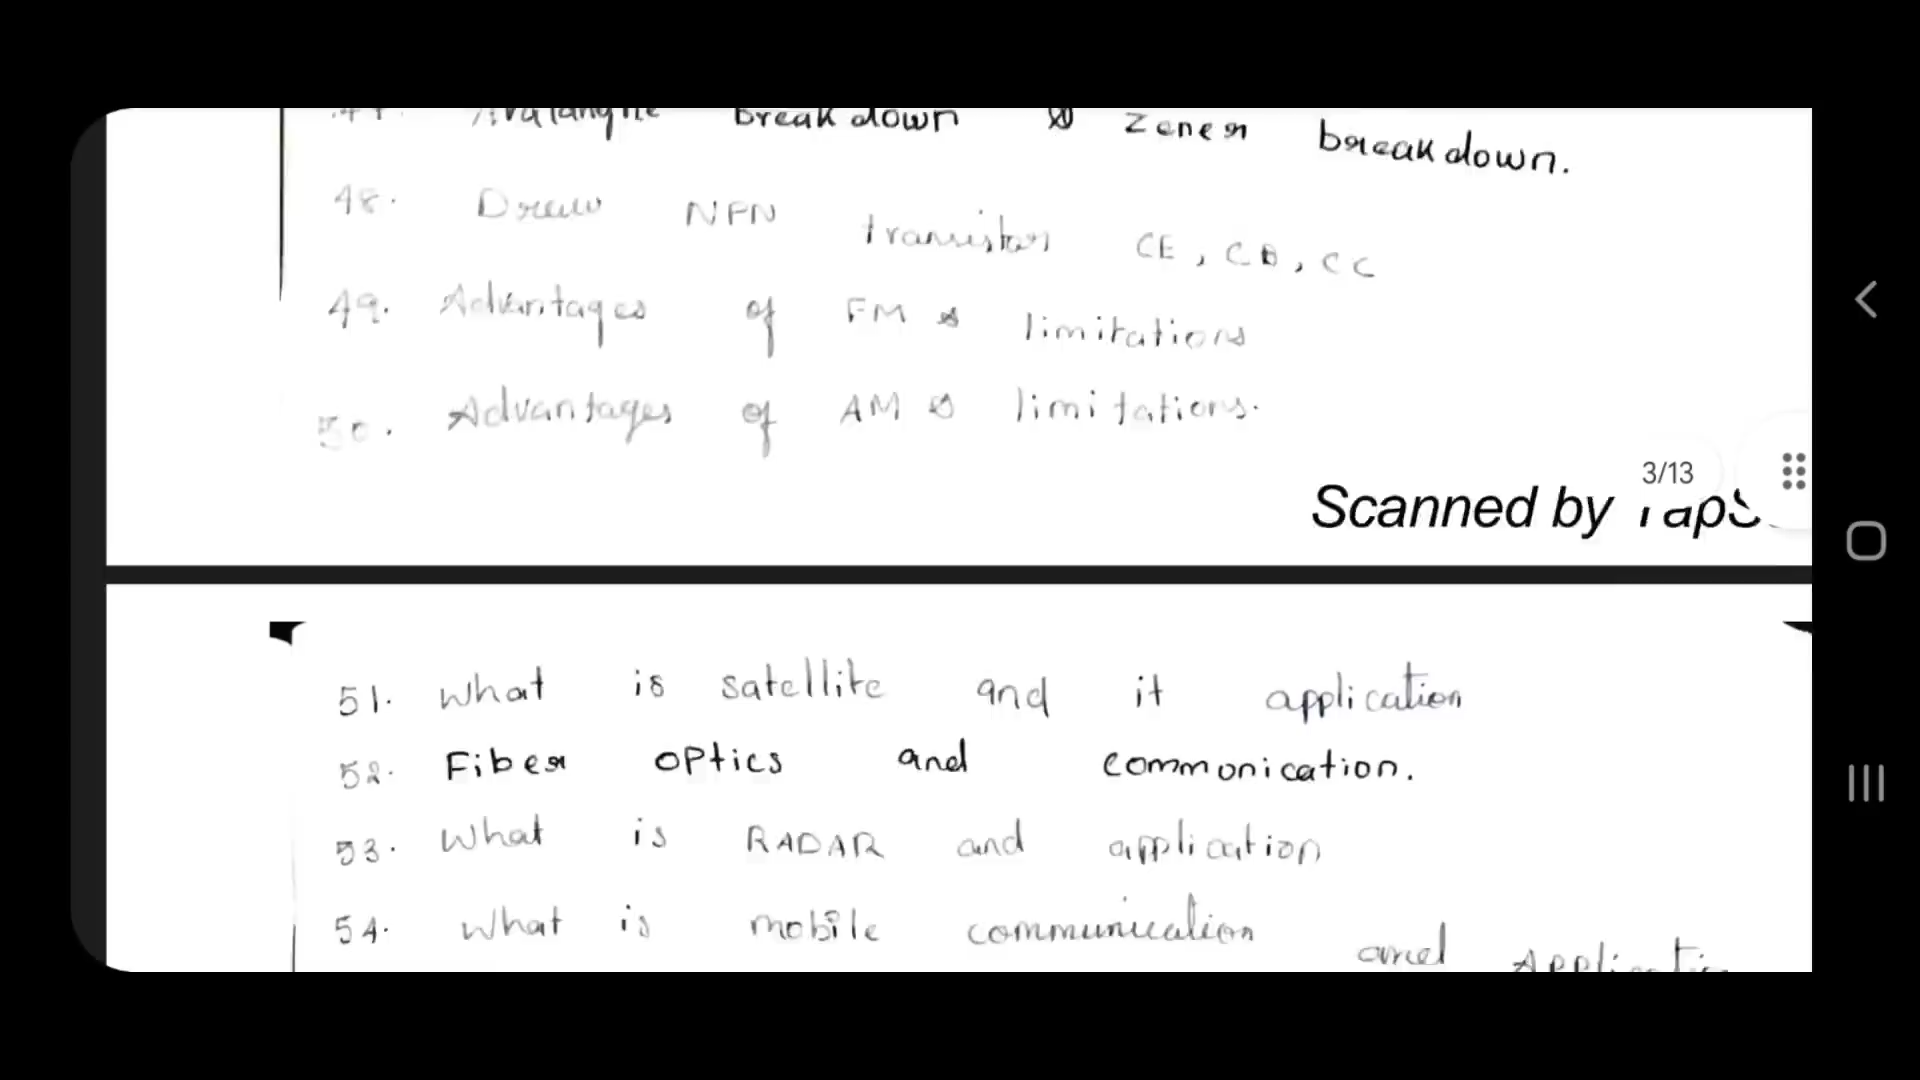 breakdown & zener breakdown.
48. Draw NPN transistor CE, CB, CC
49. Advantages of FM & limitations
50. Advantages of AM & limitations.
3/13
Scanned by
51. What is satellite and it application
52. Fiber optics and commonication.
53. What is RADAR and application
54. What is mobile communication and